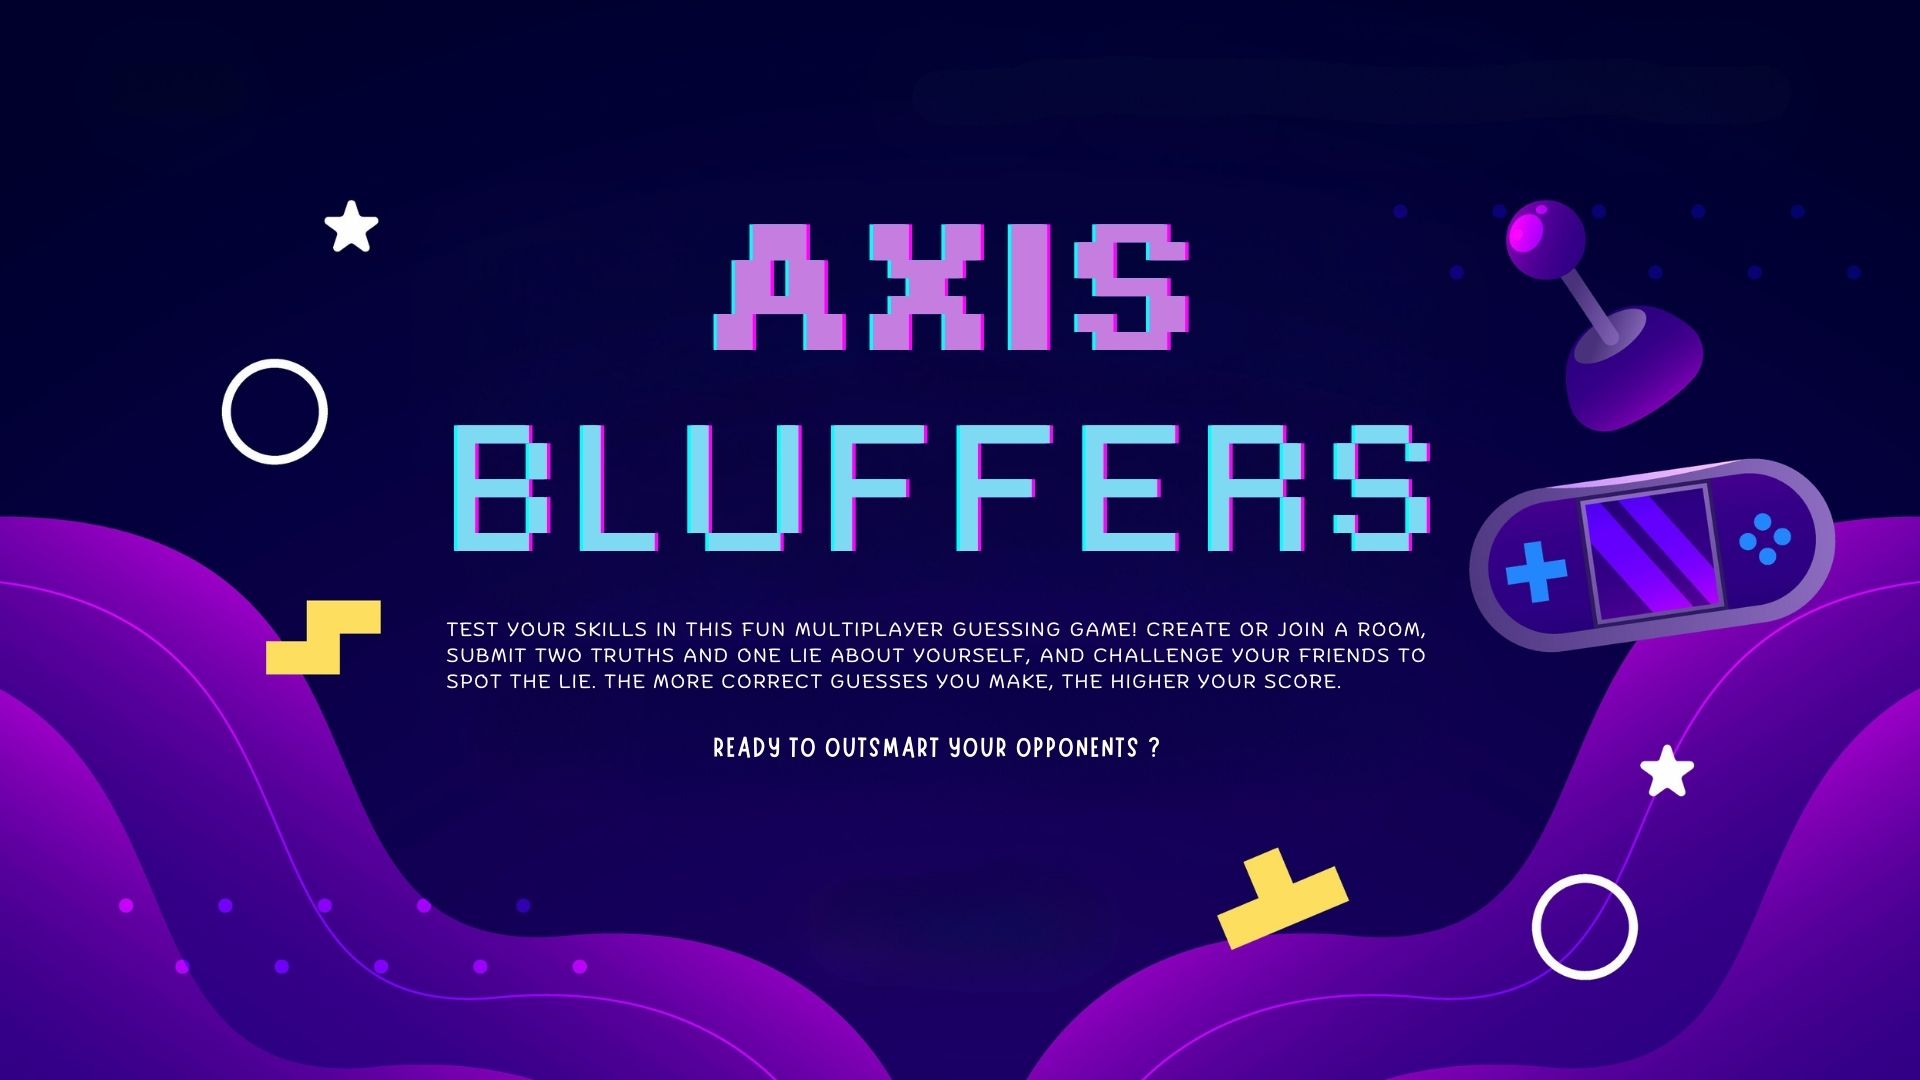 AXIS
BLUFFERS
TEST YOUR SKILLS IN THIS FUN MULTIPLAYER GUESSING GAME! CREATE OR JOIN A ROOM,
SUBMIT TWO TRUTHS AND ONE LIE ABOUT YOURSELF, AND CHALLENGE YOUR FRIENDS TO
SPOT THE LIE. THE MORE CORRECT GUESSES YOU MAKE, THE HIGHER YOUR SCORE.
READY TO OUTSMART YOUR OPPONENTS ?